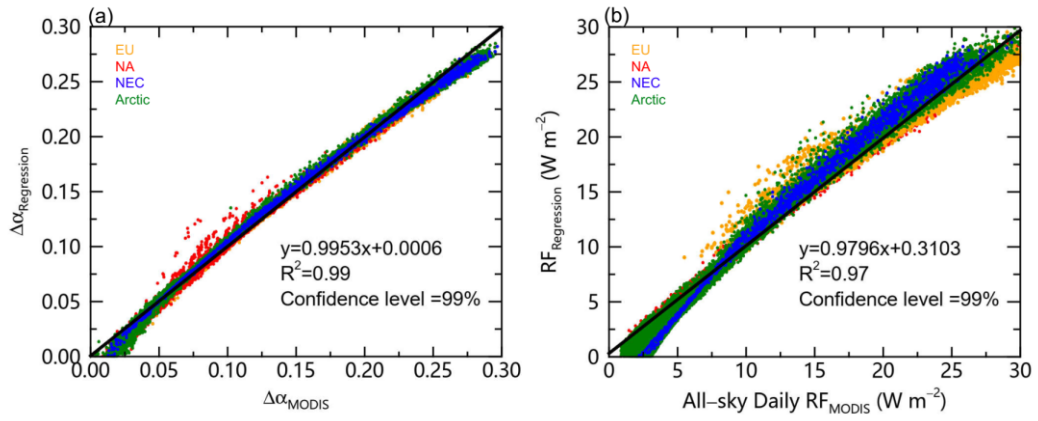 (a)
EU
NA
NEC
Arctic
0.30
0.25
0.20
0.15
0.10
0.05
0.00
Δα_Regression
y=0.9953x+0.0006
R²=0.99
Confidence level =99%
0.00 0.05 0.10 0.15 0.20 0.25 0.30
Δα_MODIS
(b)
EU
NA
NEC
Arctic
30
25
20
15
10
5
0
RF_Regression (W m⁻²)
y=0.9796x+0.3103
R²=0.97
Confidence level =99%
0 5 10 15 20 25 30
All–sky Daily RF_MODIS (W m⁻²)